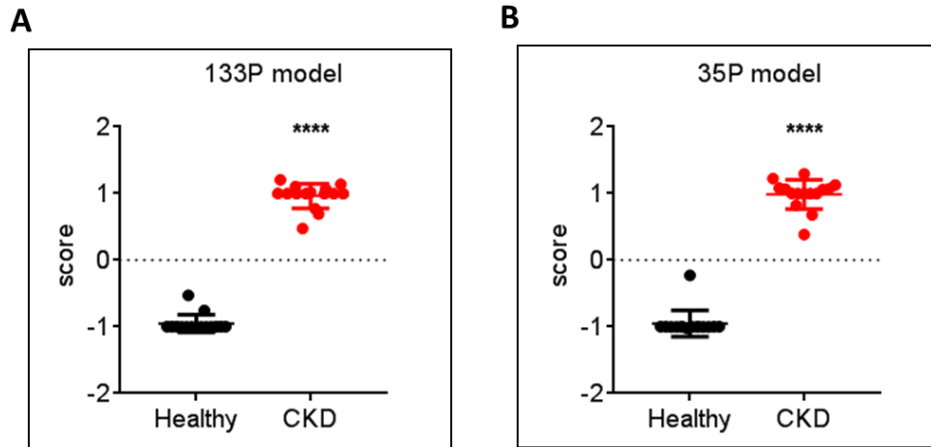 A
133P model
****
2
1
0
-1
-2
score
Healthy CKD
B
35P model
****
2
1
0
-1
-2
score
Healthy CKD